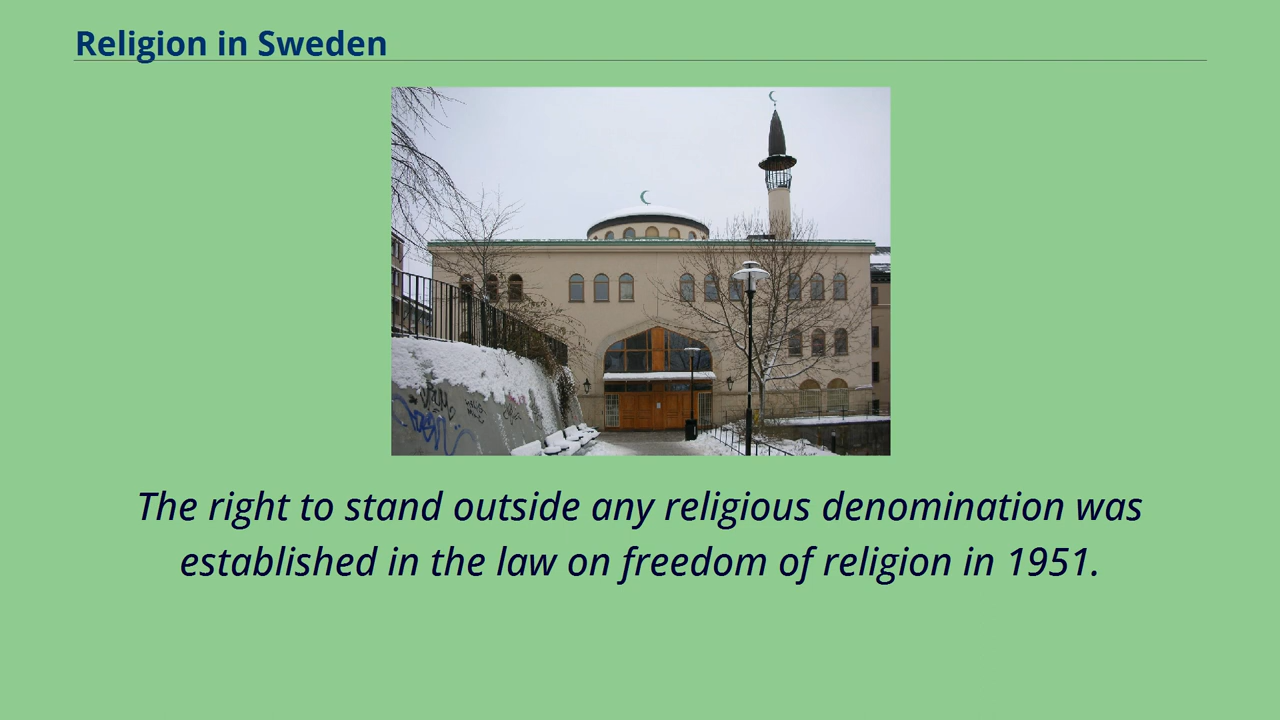 Religion in Sweden
The right to stand outside any religious denomination was
established in the law on freedom of religion in 1951.